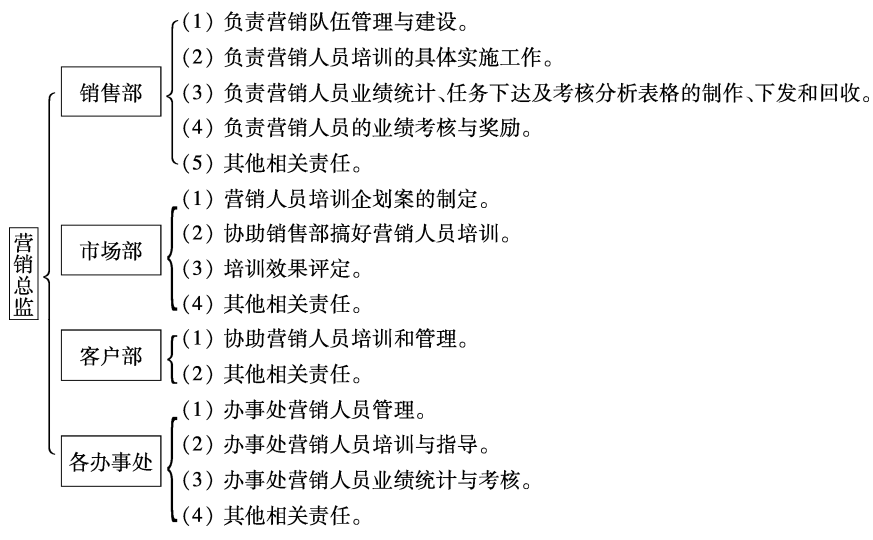 营销总监
销售部
(1) 负责营销队伍管理与建设。
(2) 负责营销人员培训的具体实施工作。
(3) 负责营销人员业绩统计、任务下达及考核分析表格的制作、下发和回收。
(4) 负责营销人员的业绩考核与奖励。
(5) 其他相关责任。
市场部
(1) 营销人员培训企划案的制定。
(2) 协助销售部搞好营销人员培训。
(3) 培训效果评定。
(4) 其他相关责任。
客户部
(1) 协助营销人员培训和管理。
(2) 其他相关责任。
各办事处
(1) 办事处营销人员管理。
(2) 办事处营销人员培训与指导。
(3) 办事处营销人员业绩统计与考核。
(4) 其他相关责任。